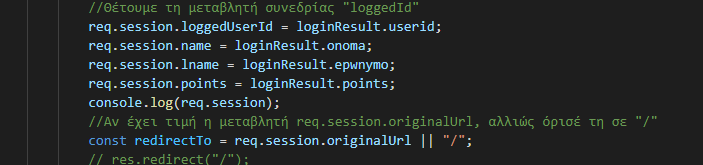 //Θέτουμε τη μεταβλητή συνεδρίας "loggedId"
req.session.loggedUserId = loginResult.userid;
req.session.name = loginResult.onoma;
req.session.lname = loginResult.epwnymo;
req.session.points = loginResult.points;
console.log(req.session);
//Αν έχει τιμή η μεταβλητή req.session.originalUrl, αλλιώς όρισέ τη σε "/"
const redirectTo = req.session.originalUrl || "/";
// res.redirect("/");